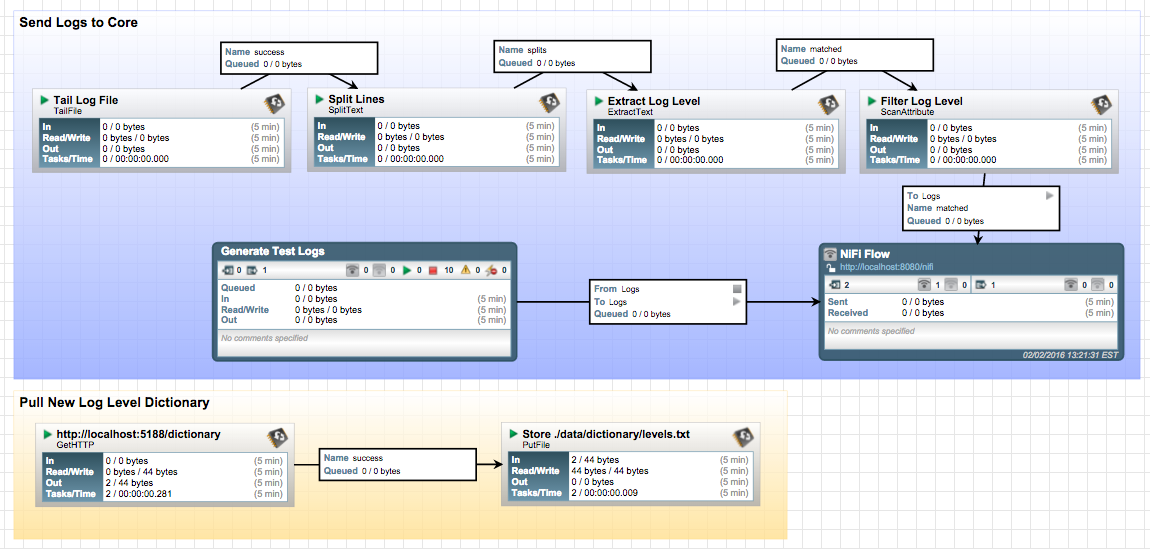 Send Logs to Core
Name success
Queued 0 / 0 bytes
Name splits
Queued 0 / 0 bytes
Name matched
Queued 0 / 0 bytes
Tail Log File
TailFile
In 0 / 0 bytes (5 min)
Read/Write 0 bytes / 0 bytes (5 min)
Out 0 / 0 bytes (5 min)
Tasks/Time 0 / 00:00:00.000 (5 min)
Split Lines
SplitText
In 0 / 0 bytes (5 min)
Read/Write 0 bytes / 0 bytes (5 min)
Out 0 / 0 bytes (5 min)
Tasks/Time 0 / 00:00:00.000 (5 min)
Extract Log Level
ExtractText
In 0 / 0 bytes (5 min)
Read/Write 0 bytes / 0 bytes (5 min)
Out 0 / 0 bytes (5 min)
Tasks/Time 0 / 00:00:00.000 (5 min)
Filter Log Level
ScanAttribute
In 0 / 0 bytes (5 min)
Read/Write 0 bytes / 0 bytes (5 min)
Out 0 / 0 bytes (5 min)
Tasks/Time 0 / 00:00:00.000 (5 min)
To Logs
Name matched
Queued 0 / 0 bytes
Generate Test Logs
0 1 0 0 0 10 0 0
Queued 0 / 0 bytes
In 0 / 0 bytes (5 min)
Read/Write 0 bytes / 0 bytes (5 min)
Out 0 / 0 bytes (5 min)
No comments specified
From Logs
To Logs
Queued 0 / 0 bytes
NiFi Flow
http://localhost:8080/nifi
2 1 0 1 0 0
Sent 0 / 0 bytes (5 min)
Received 0 / 0 bytes (5 min)
No comments specified
02/02/2016 13:21:31 EST
Pull New Log Level Dictionary
http://localhost:5188/dictionary
GetHTTP
In 0 / 0 bytes (5 min)
Read/Write 0 bytes / 44 bytes (5 min)
Out 2 / 44 bytes (5 min)
Tasks/Time 2 / 00:00:00.281 (5 min)
Name success
Queued 0 / 0 bytes
Store ./data/dictionary/levels.txt
PutFile
In 2 / 44 bytes (5 min)
Read/Write 44 bytes / 44 bytes (5 min)
Out 0 / 0 bytes (5 min)
Tasks/Time 2 / 00:00:00.009 (5 min)